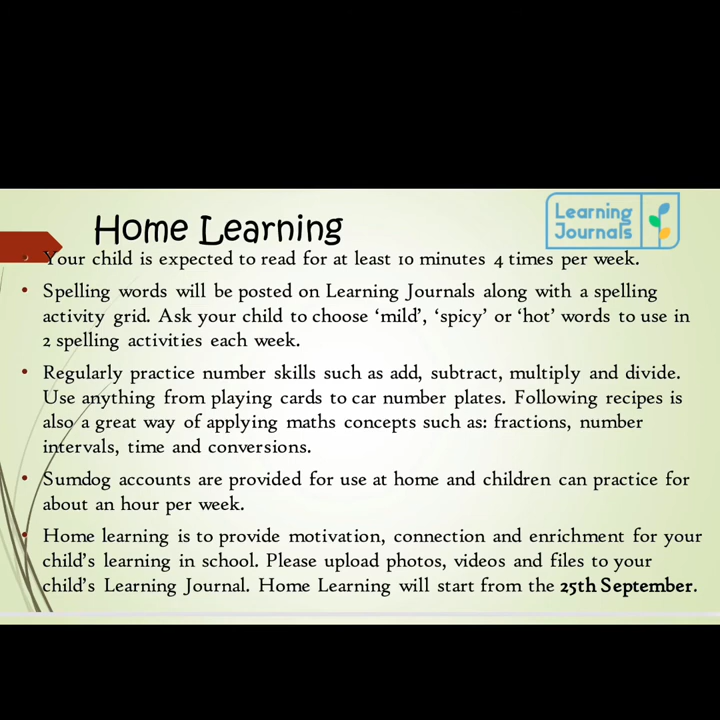 Home Learning
Learning
Journals
• Your child is expected to read for at least 10 minutes 4 times per week.
• Spelling words will be posted on Learning Journals along with a spelling
activity grid. Ask your child to choose ‘mild’, ‘spicy’ or ‘hot’ words to use in
2 spelling activities each week.
• Regularly practice number skills such as add, subtract, multiply and divide.
Use anything from playing cards to car number plates. Following recipes is
also a great way of applying maths concepts such as: fractions, number
intervals, time and conversions.
• Sumdog accounts are provided for use at home and children can practice for
about an hour per week.
• Home learning is to provide motivation, connection and enrichment for your
child’s learning in school. Please upload photos, videos and files to your
child’s Learning Journal. Home Learning will start from the 25th September.